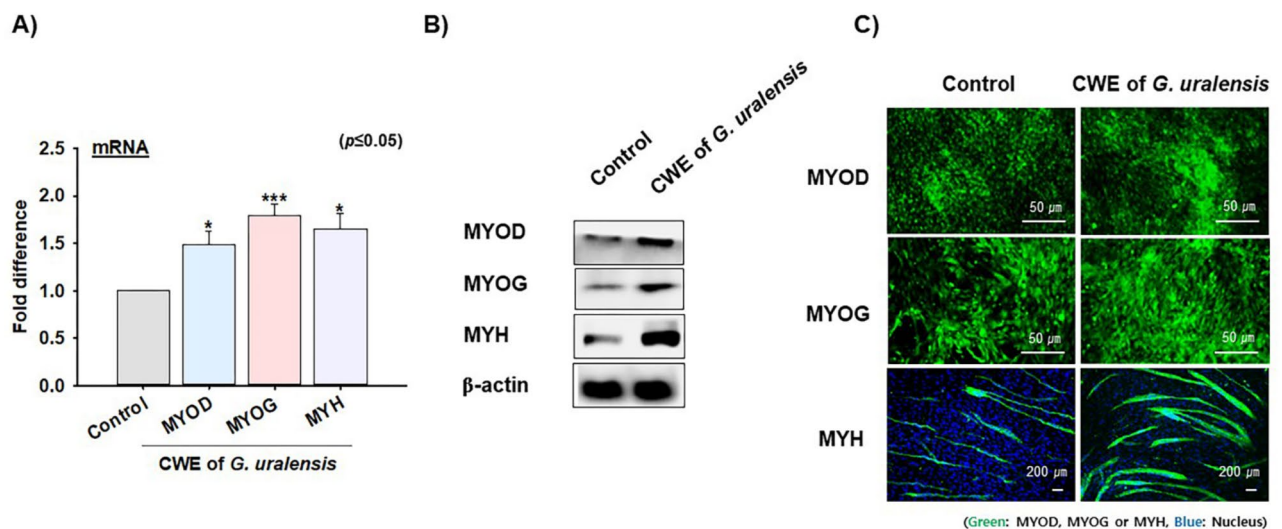 A)
mRNA
(p≤0.05)
Fold difference
2.5
2.0
1.5
1.0
0.5
0.0
*
***
*
Control
MYOD
MYOG
MYH
CWE of G. uralensis
B)
Control
CWE of G. uralensis
MYOD
MYOG
MYH
β-actin
C)
Control
CWE of G. uralensis
MYOD
50 µm
50 µm
MYOG
50 µm
50 µm
MYH
200 µm
200 µm
(Green: MYOD, MYOG or MYH, Blue: Nucleus)